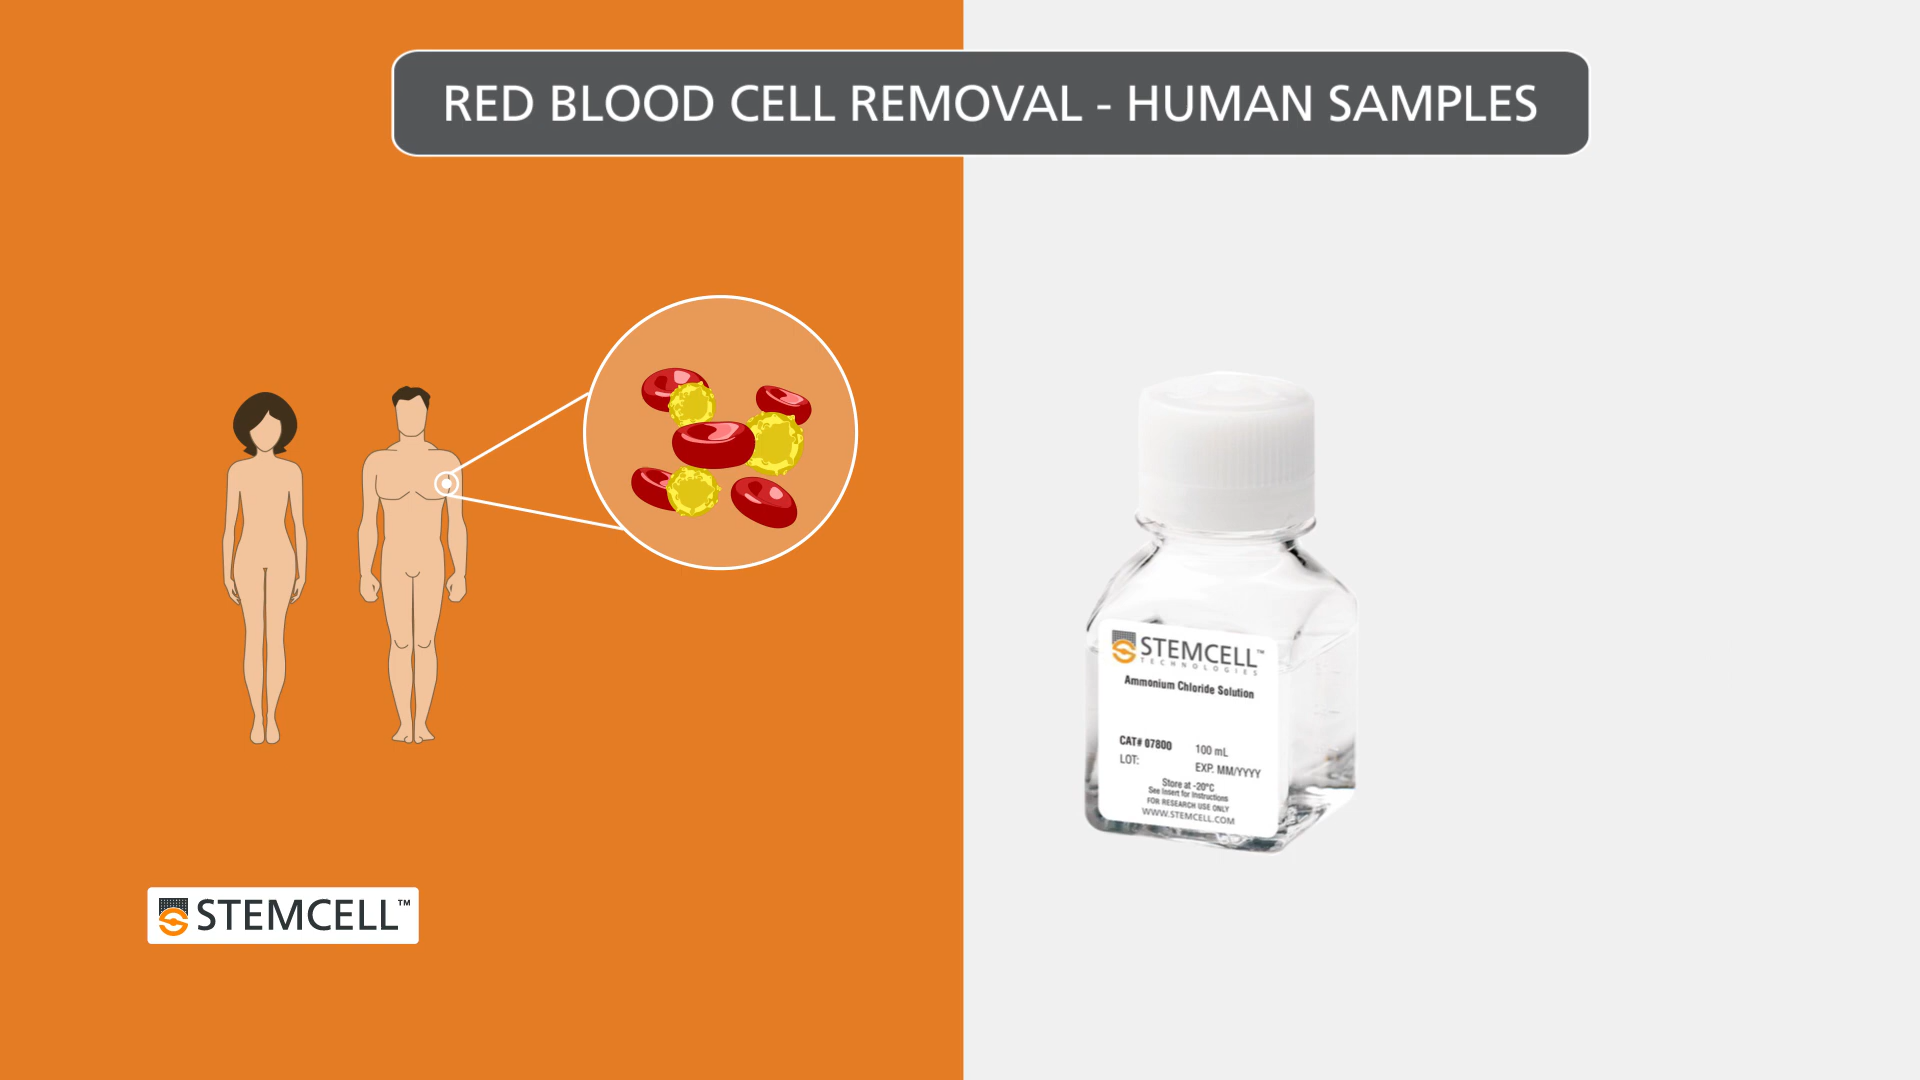 RED BLOOD CELL REMOVAL - HUMAN SAMPLES
STEMCELL™
TECHNOLOGIES
Ammonium Chloride Solution
CAT# 07800 100 mL
LOT: EXP. MM/YYYY
Store at -20°C
See Insert for Instructions
FOR RESEARCH USE ONLY
WWW.STEMCELL.COM
STEMCELL™